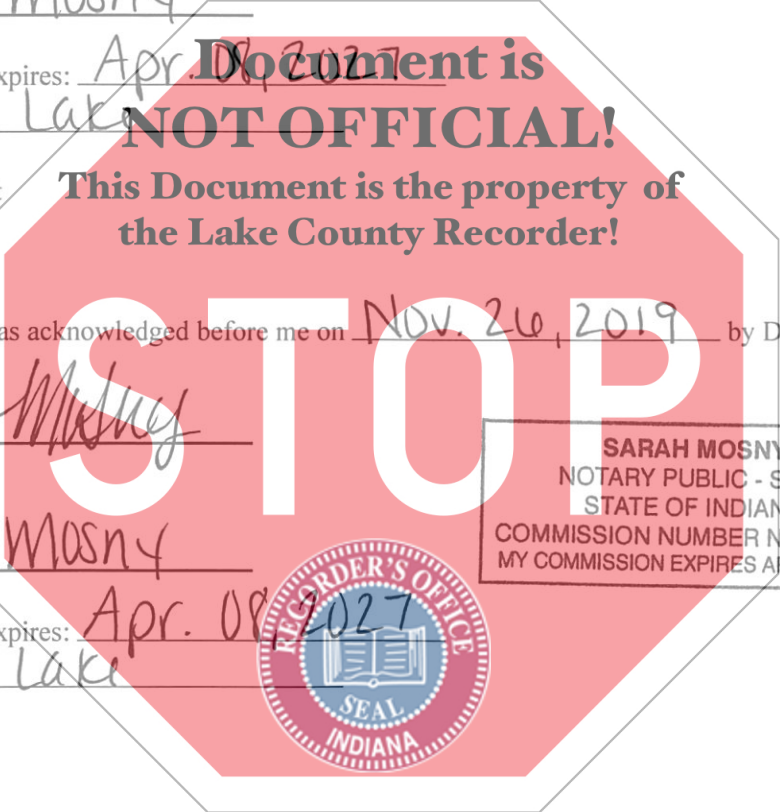 Mosny
xpires: Apr. 08, 2027
Lake
Document is
NOT OFFICIAL!
This Document is the property of
the Lake County Recorder!
STOP
as acknowledged before me on Nov. 26, 2019 by D
Mosny
SARAH MOSNY
NOTARY PUBLIC - S
STATE OF INDIAN
COMMISSION NUMBER N
MY COMMISSION EXPIRES A
Mosny
xpires: Apr. 08, 2027
Lake
RECORDER'S OFFICE
SEAL
INDIANA